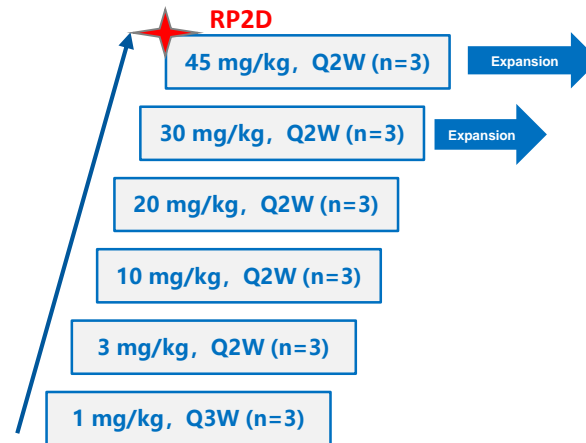 RP2D
45 mg/kg， Q2W (n=3)
Expansion
30 mg/kg， Q2W (n=3)
Expansion
20 mg/kg， Q2W (n=3)
10 mg/kg， Q2W (n=3)
3 mg/kg， Q2W (n=3)
1 mg/kg， Q3W (n=3)